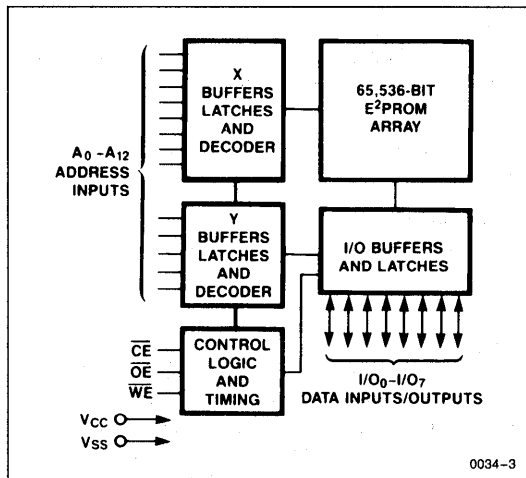 X
BUFFERS
LATCHES
AND
DECODER
65,536-BIT
E²PROM
ARRAY
A₀ –A₁₂
ADDRESS
INPUTS
Y
BUFFERS
LATCHES
AND
DECODER
I/O BUFFERS
AND LATCHES
CE
OE
WE
CONTROL
LOGIC
AND
TIMING
I/O₀–I/O₇
DATA INPUTS/OUTPUTS
VCC
VSS
0034–3